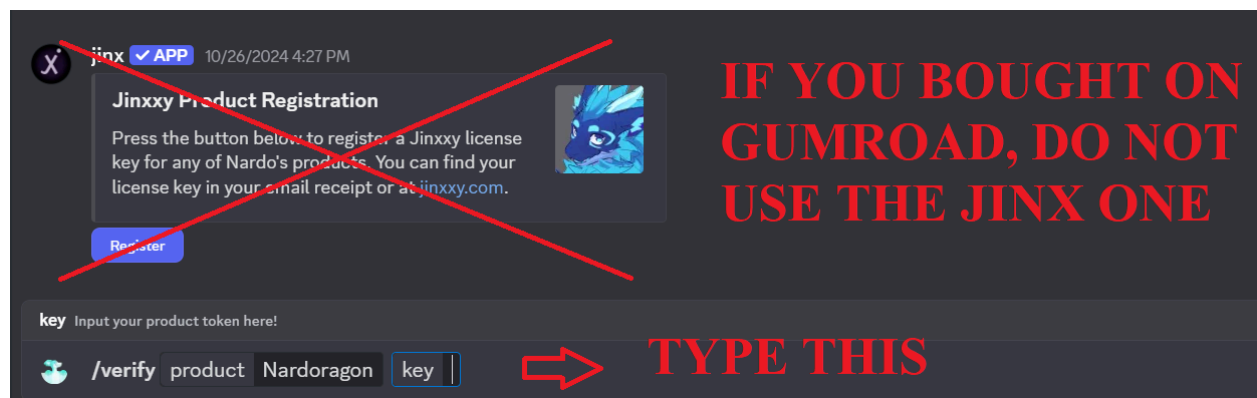 jinx ✓ APP 10/26/2024 4:27 PM
Jinxxy Product Registration
Press the button below to register a Jinxxy license
key for any of Nardo's products. You can find your
license key in your email receipt or at jinxxy.com.
Register
IF YOU BOUGHT ON
GUMROAD, DO NOT
USE THE JINX ONE
key Input your product token here!
/verify product Nardoragon key
TYPE THIS